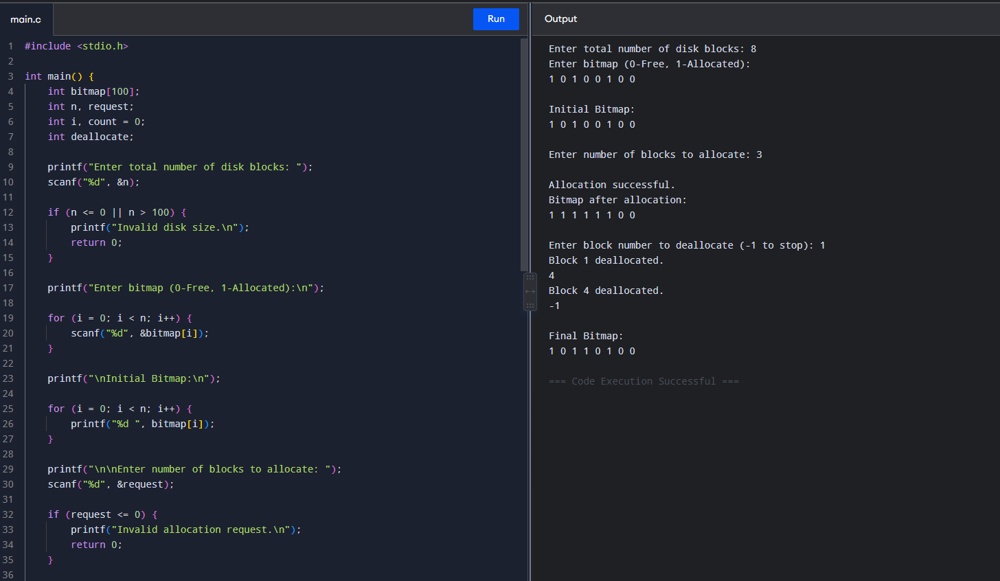 main.c
Run
1 #include <stdio.h>
2
3 int main() {
4     int bitmap[100];
5     int n, request;
6     int i, count = 0;
7     int deallocate;
8
9     printf("Enter total number of disk blocks: ");
10     scanf("%d", &n);
11
12     if (n <= 0 || n > 100) {
13         printf("Invalid disk size.\n");
14         return 0;
15     }
16
17     printf("Enter bitmap (0-Free, 1-Allocated):\n");
18
19     for (i = 0; i < n; i++) {
20         scanf("%d", &bitmap[i]);
21     }
22
23     printf("\nInitial Bitmap:\n");
24
25     for (i = 0; i < n; i++) {
26         printf("%d ", bitmap[i]);
27     }
28
29     printf("\n\nEnter number of blocks to allocate: ");
30     scanf("%d", &request);
31
32     if (request <= 0) {
33         printf("Invalid allocation request.\n");
34         return 0;
35     }
36
Output
Enter total number of disk blocks: 8
Enter bitmap (0-Free, 1-Allocated):
1 0 1 0 0 1 0 0
Initial Bitmap:
1 0 1 0 0 1 0 0
Enter number of blocks to allocate: 3
Allocation successful.
Bitmap after allocation:
1 1 1 1 1 1 0 0
Enter block number to deallocate (-1 to stop): 1
Block 1 deallocated.
4
Block 4 deallocated.
-1
Final Bitmap:
1 0 1 1 0 1 0 0
=== Code Execution Successful ===